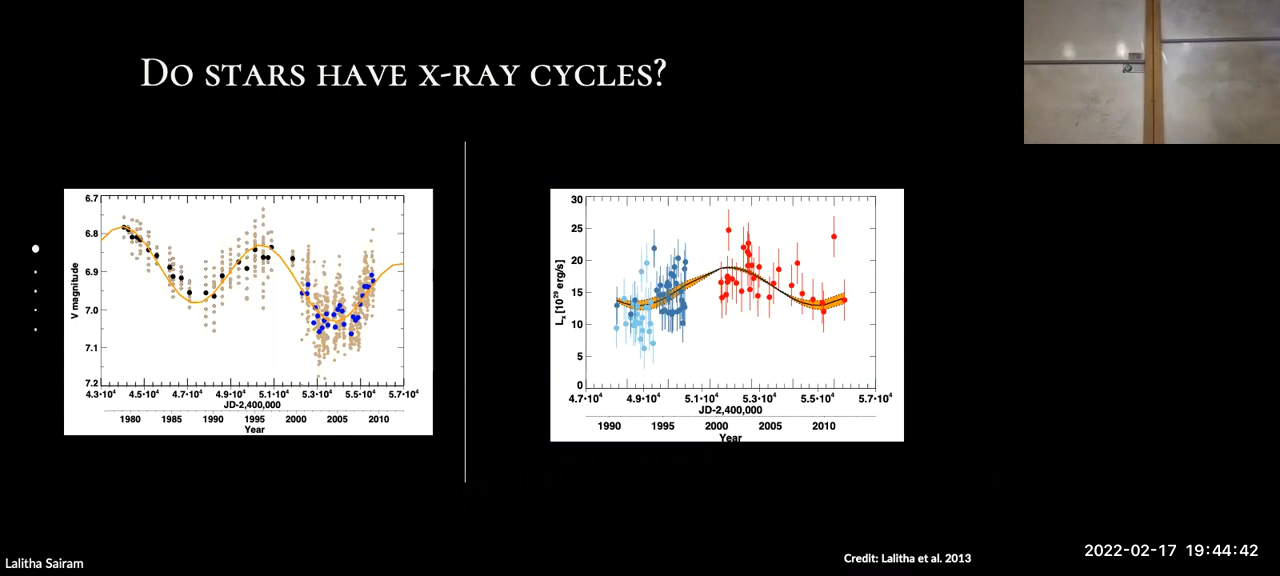 DO STARS HAVE X-RAY CYCLES?
6.7
6.8
6.9
7.0
7.1
7.2
V magnitude
4.3•10⁴ 4.5•10⁴ 4.7•10⁴ 4.9•10⁴ 5.1•10⁴ 5.3•10⁴ 5.5•10⁴ 5.7•10⁴
JD-2,400,000
1980 1985 1990 1995 2000 2005 2010
Year
30
25
20
15
10
5
0
Lₓ [10²⁹ erg/s]
4.7•10⁴ 4.9•10⁴ 5.1•10⁴ 5.3•10⁴ 5.5•10⁴ 5.7•10⁴
JD-2,400,000
1990 1995 2000 2005 2010
Year
Credit: Lalitha et al. 2013
2022-02-17 19:44:42
Lalitha Sairam